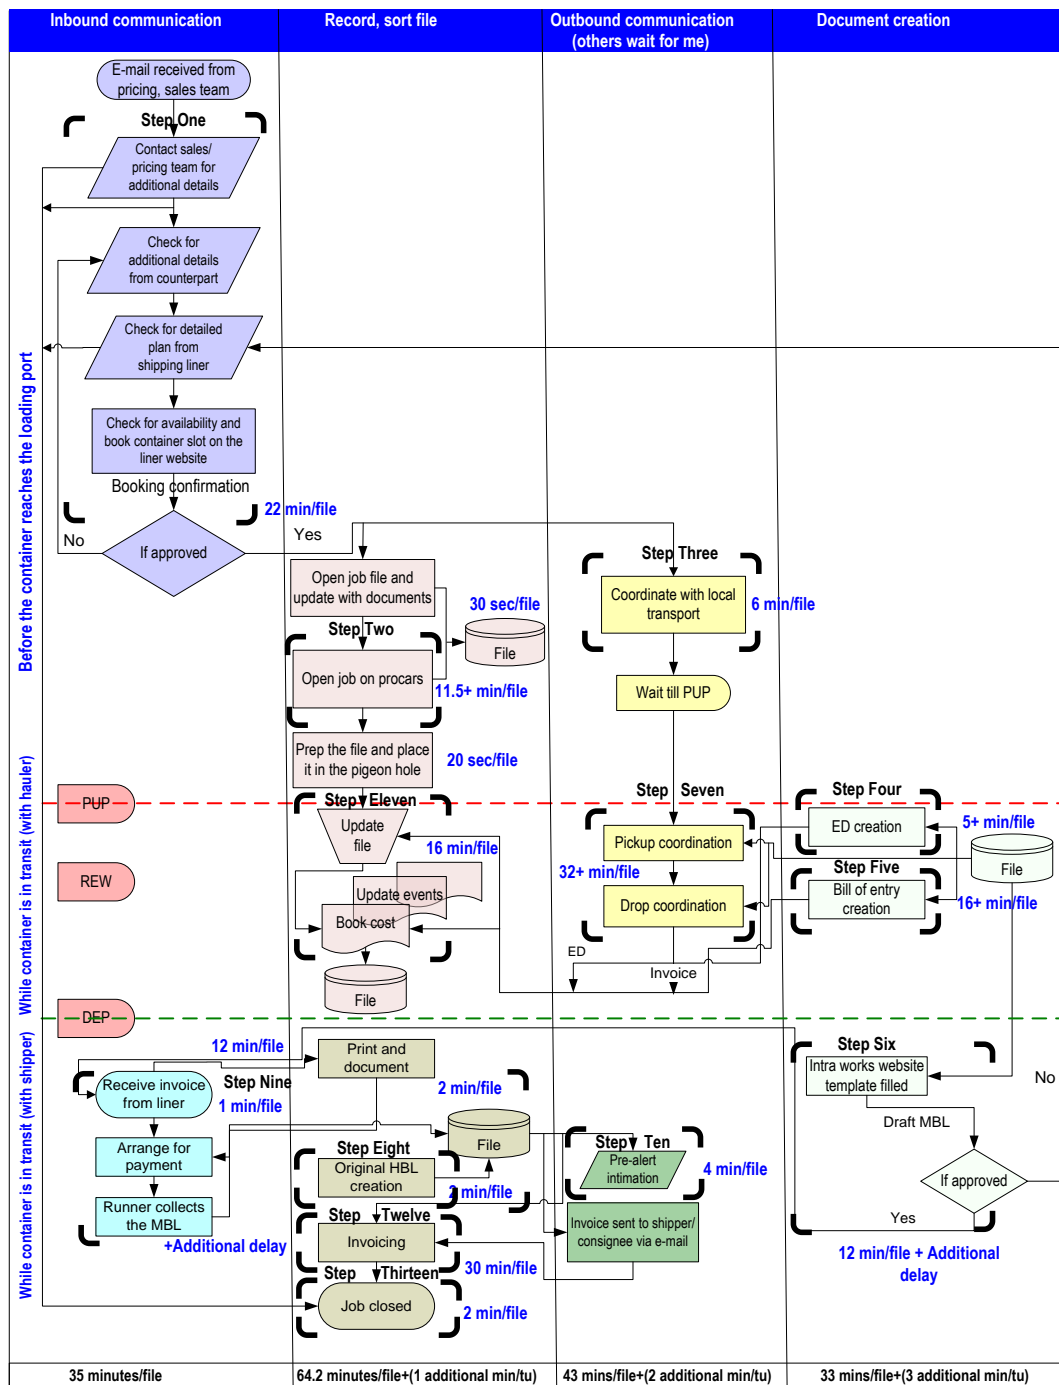 Inbound communication
Record, sort file
Outbound communication
(others wait for me)
Document creation
E-mail received from
pricing, sales team
Step One
Contact sales/
pricing team for
additional details
Check for
additional details
from counterpart
Check for detailed
plan from
shipping liner
Check for availability and
book container slot on the
liner website
Booking confirmation
22 min/file
No
If approved
Yes
Before the container reaches the loading port
Open job file and
update with documents
30 sec/file
Step Two
File
Open job on procars
11.5+ min/file
Prep the file and place
it in the pigeon hole
20 sec/file
Step Three
Coordinate with local
transport
6 min/file
Wait till PUP
While container is in transit (with hauler)
PUP
REW
DEP
Step Eleven
Update
file
16 min/file
Update events
Book cost
File
Step Seven
Pickup coordination
32+ min/file
Drop coordination
ED
Invoice
Step Four
ED creation
5+ min/file
Step Five
File
Bill of entry
creation
16+ min/file
While container is in transit (with shipper)
12 min/file
Print and
document
Receive invoice
from liner
Step Nine
1 min/file
2 min/file
Arrange for
payment
File
Runner collects
the MBL
+Additional delay
Step Eight
Original HBL
creation
2 min/file
Step Twelve
Invoicing
30 min/file
Step Thirteen
Job closed
2 min/file
Step Ten
Pre-alert
intimation
4 min/file
Invoice sent to shipper/
consignee via e-mail
Step Six
Intra works website
template filled
No
Draft MBL
If approved
Yes
12 min/file + Additional
delay
35 minutes/file
64.2 minutes/file+(1 additional min/tu)
43 mins/file+(2 additional min/tu)
33 mins/file+(3 additional min/tu)